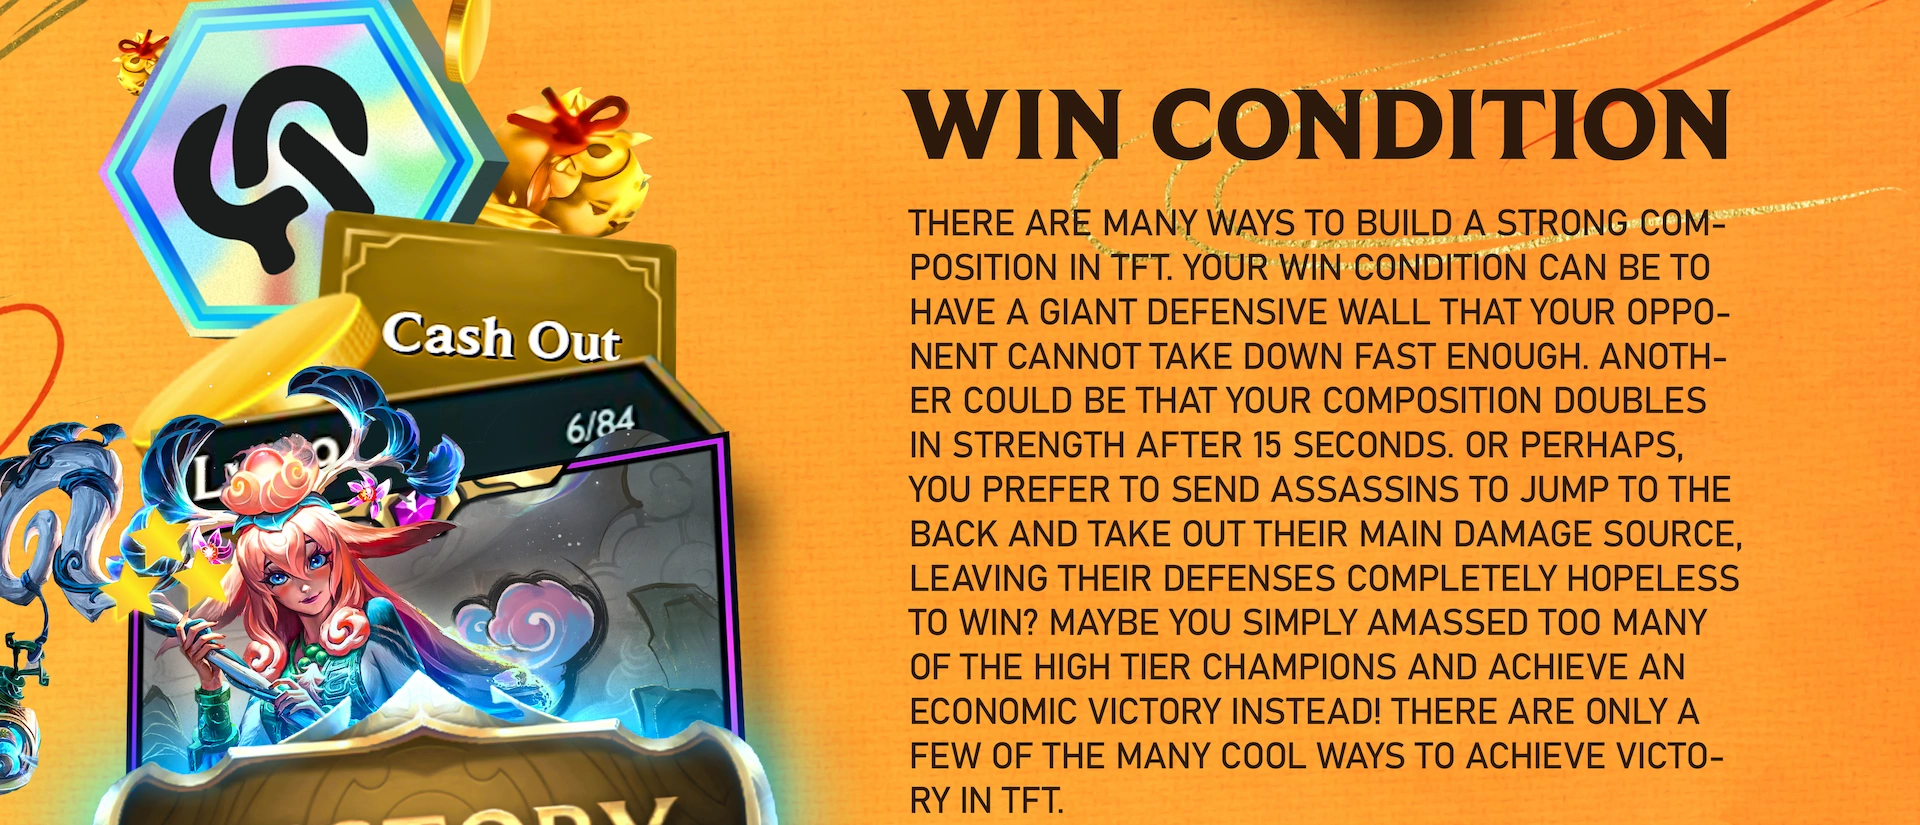 Cash Out
6/84
WIN CONDITION
THERE ARE MANY WAYS TO BUILD A STRONG COM-
POSITION IN TFT. YOUR WIN CONDITION CAN BE TO
HAVE A GIANT DEFENSIVE WALL THAT YOUR OPPO-
NENT CANNOT TAKE DOWN FAST ENOUGH. ANOTH-
ER COULD BE THAT YOUR COMPOSITION DOUBLES
IN STRENGTH AFTER 15 SECONDS. OR PERHAPS,
YOU PREFER TO SEND ASSASSINS TO JUMP TO THE
BACK AND TAKE OUT THEIR MAIN DAMAGE SOURCE,
LEAVING THEIR DEFENSES COMPLETELY HOPELESS
TO WIN? MAYBE YOU SIMPLY AMASSED TOO MANY
OF THE HIGH TIER CHAMPIONS AND ACHIEVE AN
ECONOMIC VICTORY INSTEAD! THERE ARE ONLY A
FEW OF THE MANY COOL WAYS TO ACHIEVE VICTO-
RY IN TFT.